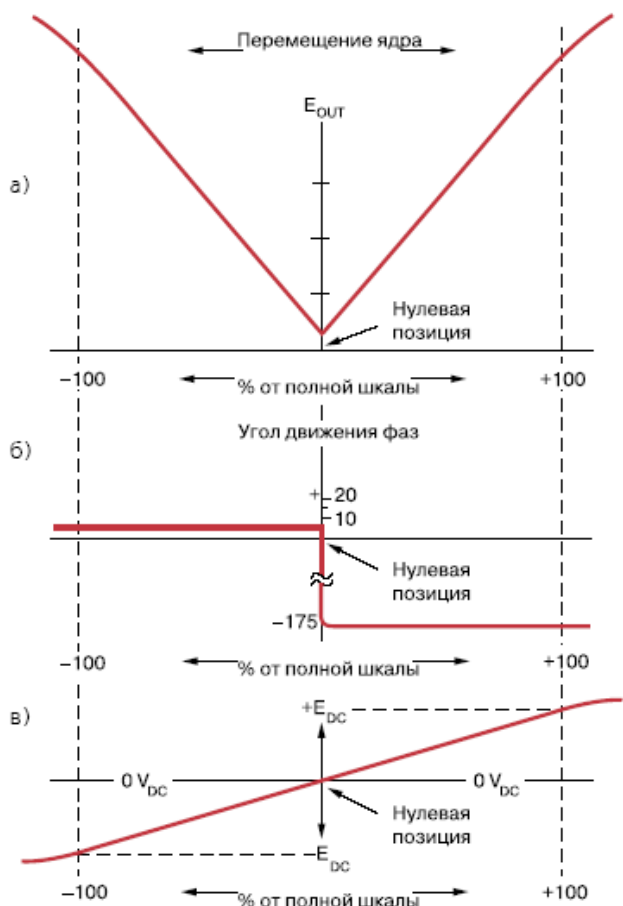 Перемещение ядра
E_OUT
а)
Нулевая
позиция
–100
% от полной шкалы
+100
Угол движения фаз
б)
+
20
10
Нулевая
позиция
–175
–100
% от полной шкалы
+100
в)
+E_DC
0 V_DC
0 V_DC
Нулевая
позиция
–E_DC
–100
% от полной шкалы
+100